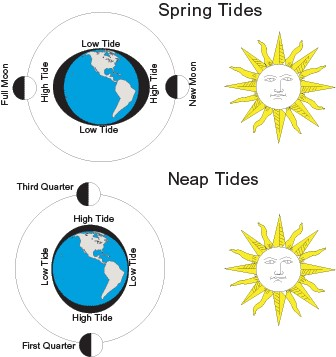 Spring Tides
Low Tide
Full Moon
High Tide
High Tide
New Moon
Low Tide
Neap Tides
Third Quarter
High Tide
Low Tide
Low Tide
High Tide
First Quarter